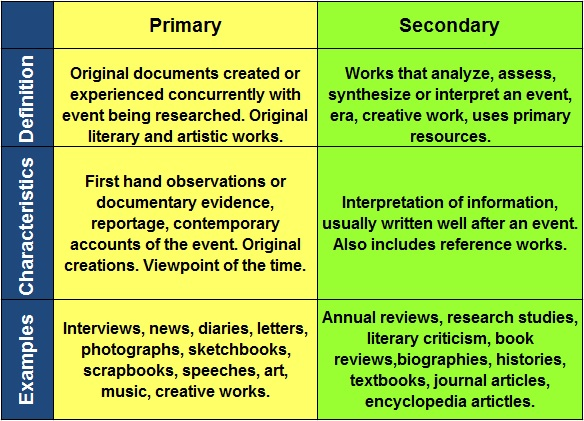 Primary
Secondary
Definition
Original documents created or
experienced concurrently with
event being researched. Original
literary and artistic works.
Works that analyze, assess,
synthesize or interpret an event,
era, creative work, uses primary
resources.
Characteristics
First hand observations or
documentary evidence,
reportage, contemporary
accounts of the event. Original
creations. Viewpoint of the time.
Interpretation of information,
usually written well after an event.
Also includes reference works.
Examples
Interviews, news, diaries, letters,
photographs, sketchbooks,
scrapbooks, speeches, art,
music, creative works.
Annual reviews, research studies,
literary criticism, book
reviews,biographies, histories,
textbooks, journal articles,
encyclopedia artictles.